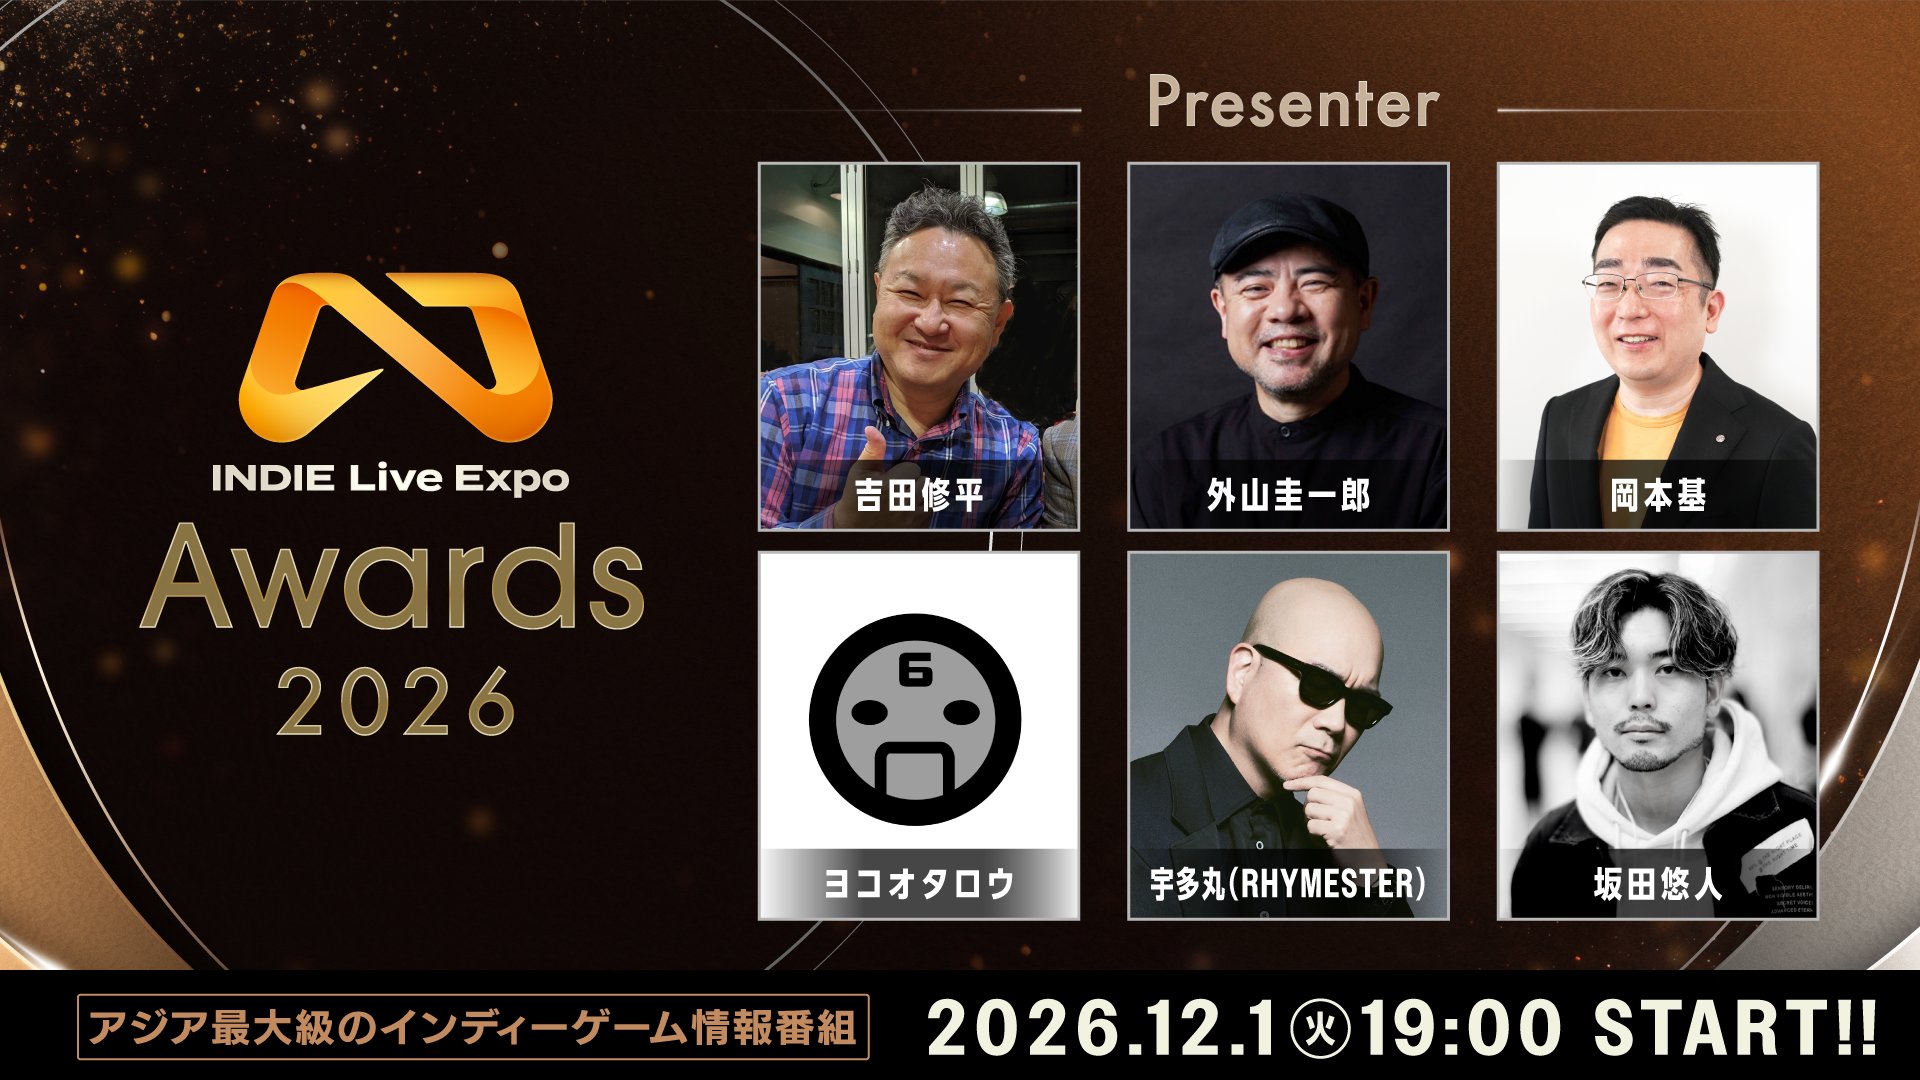 INDIE Live Expo
Awards
2026
Presenter
吉田修平
外山圭一郎
岡本基
6
ヨコオタロウ
宇多丸(RHYMESTER)
坂田悠人
アジア最大級のインディーゲーム情報番組
2026.12.1㊋19:00 START!!